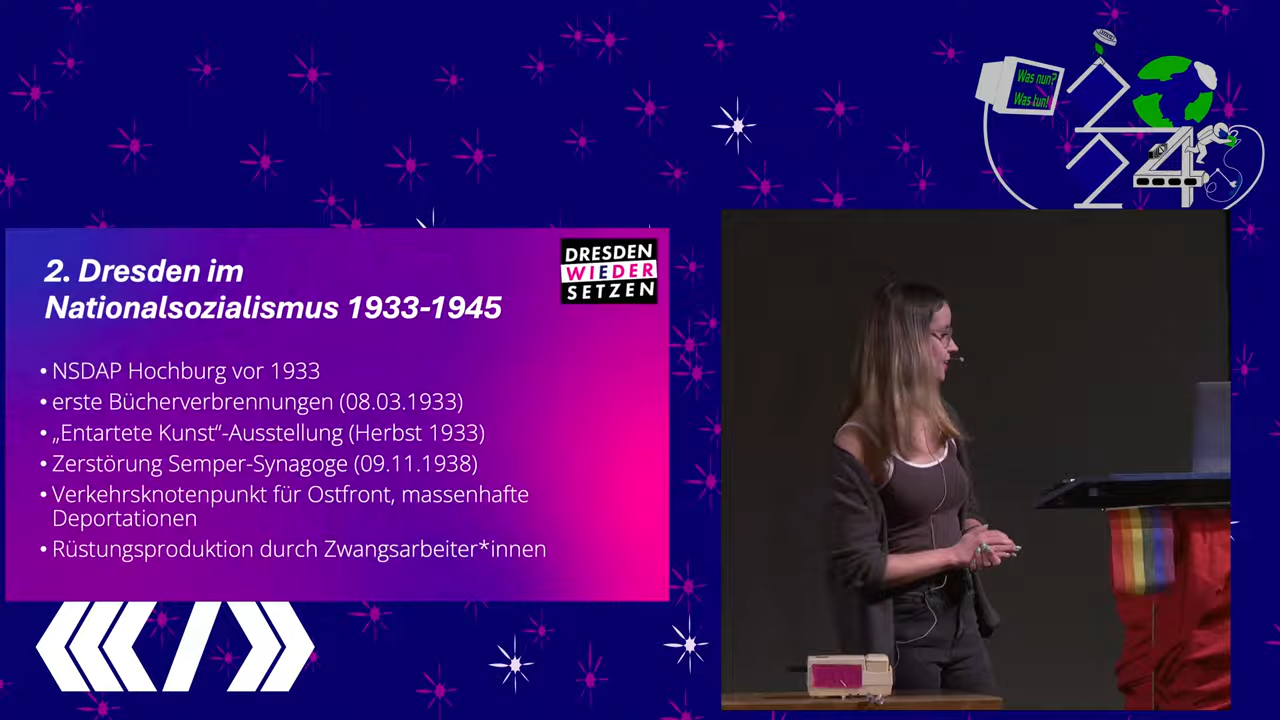 Was nun?
Was tun!
2. Dresden im
Nationalsozialismus 1933-1945
DRESDEN
WIEDER
SETZEN
• NSDAP Hochburg vor 1933
• erste Bücherverbrennungen (08.03.1933)
• „Entartete Kunst“-Ausstellung (Herbst 1933)
• Zerstörung Semper-Synagoge (09.11.1938)
• Verkehrsknotenpunkt für Ostfront, massenhafte
Deportationen
• Rüstungsproduktion durch Zwangsarbeiter*innen